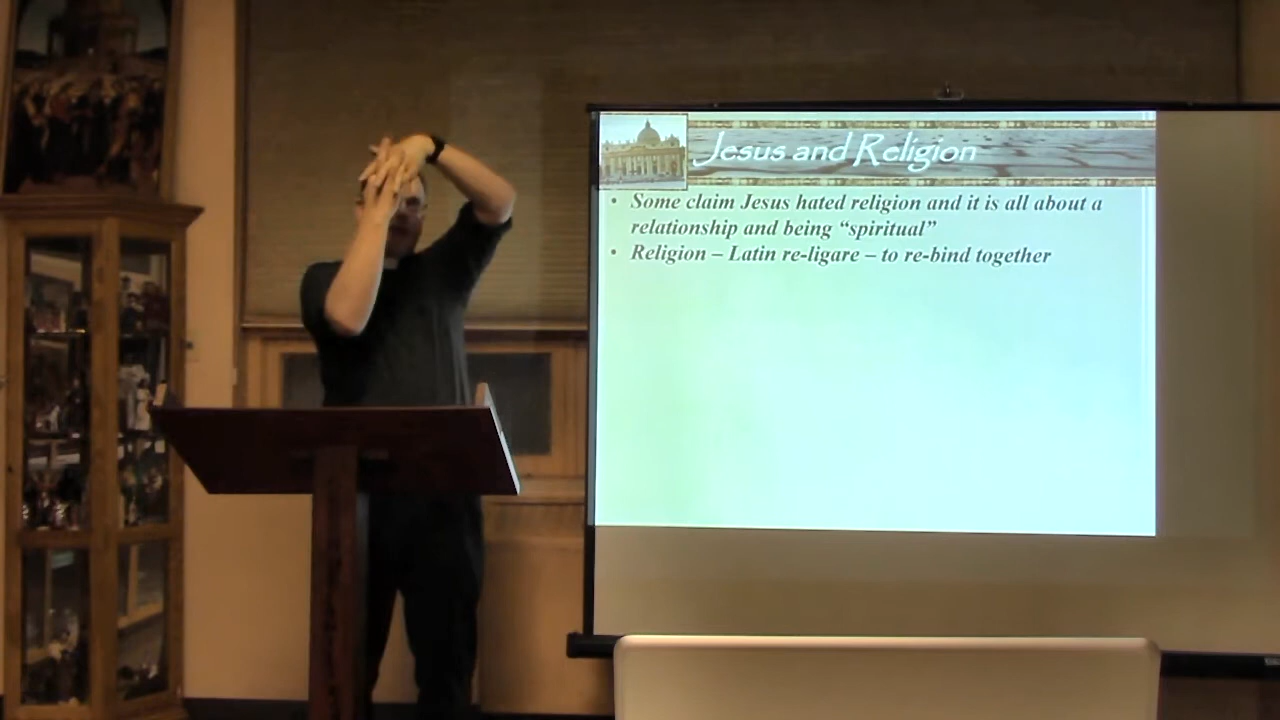 Jesus and Religion
• Some claim Jesus hated religion and it is all about a
relationship and being “spiritual”
• Religion – Latin re-ligare – to re-bind together